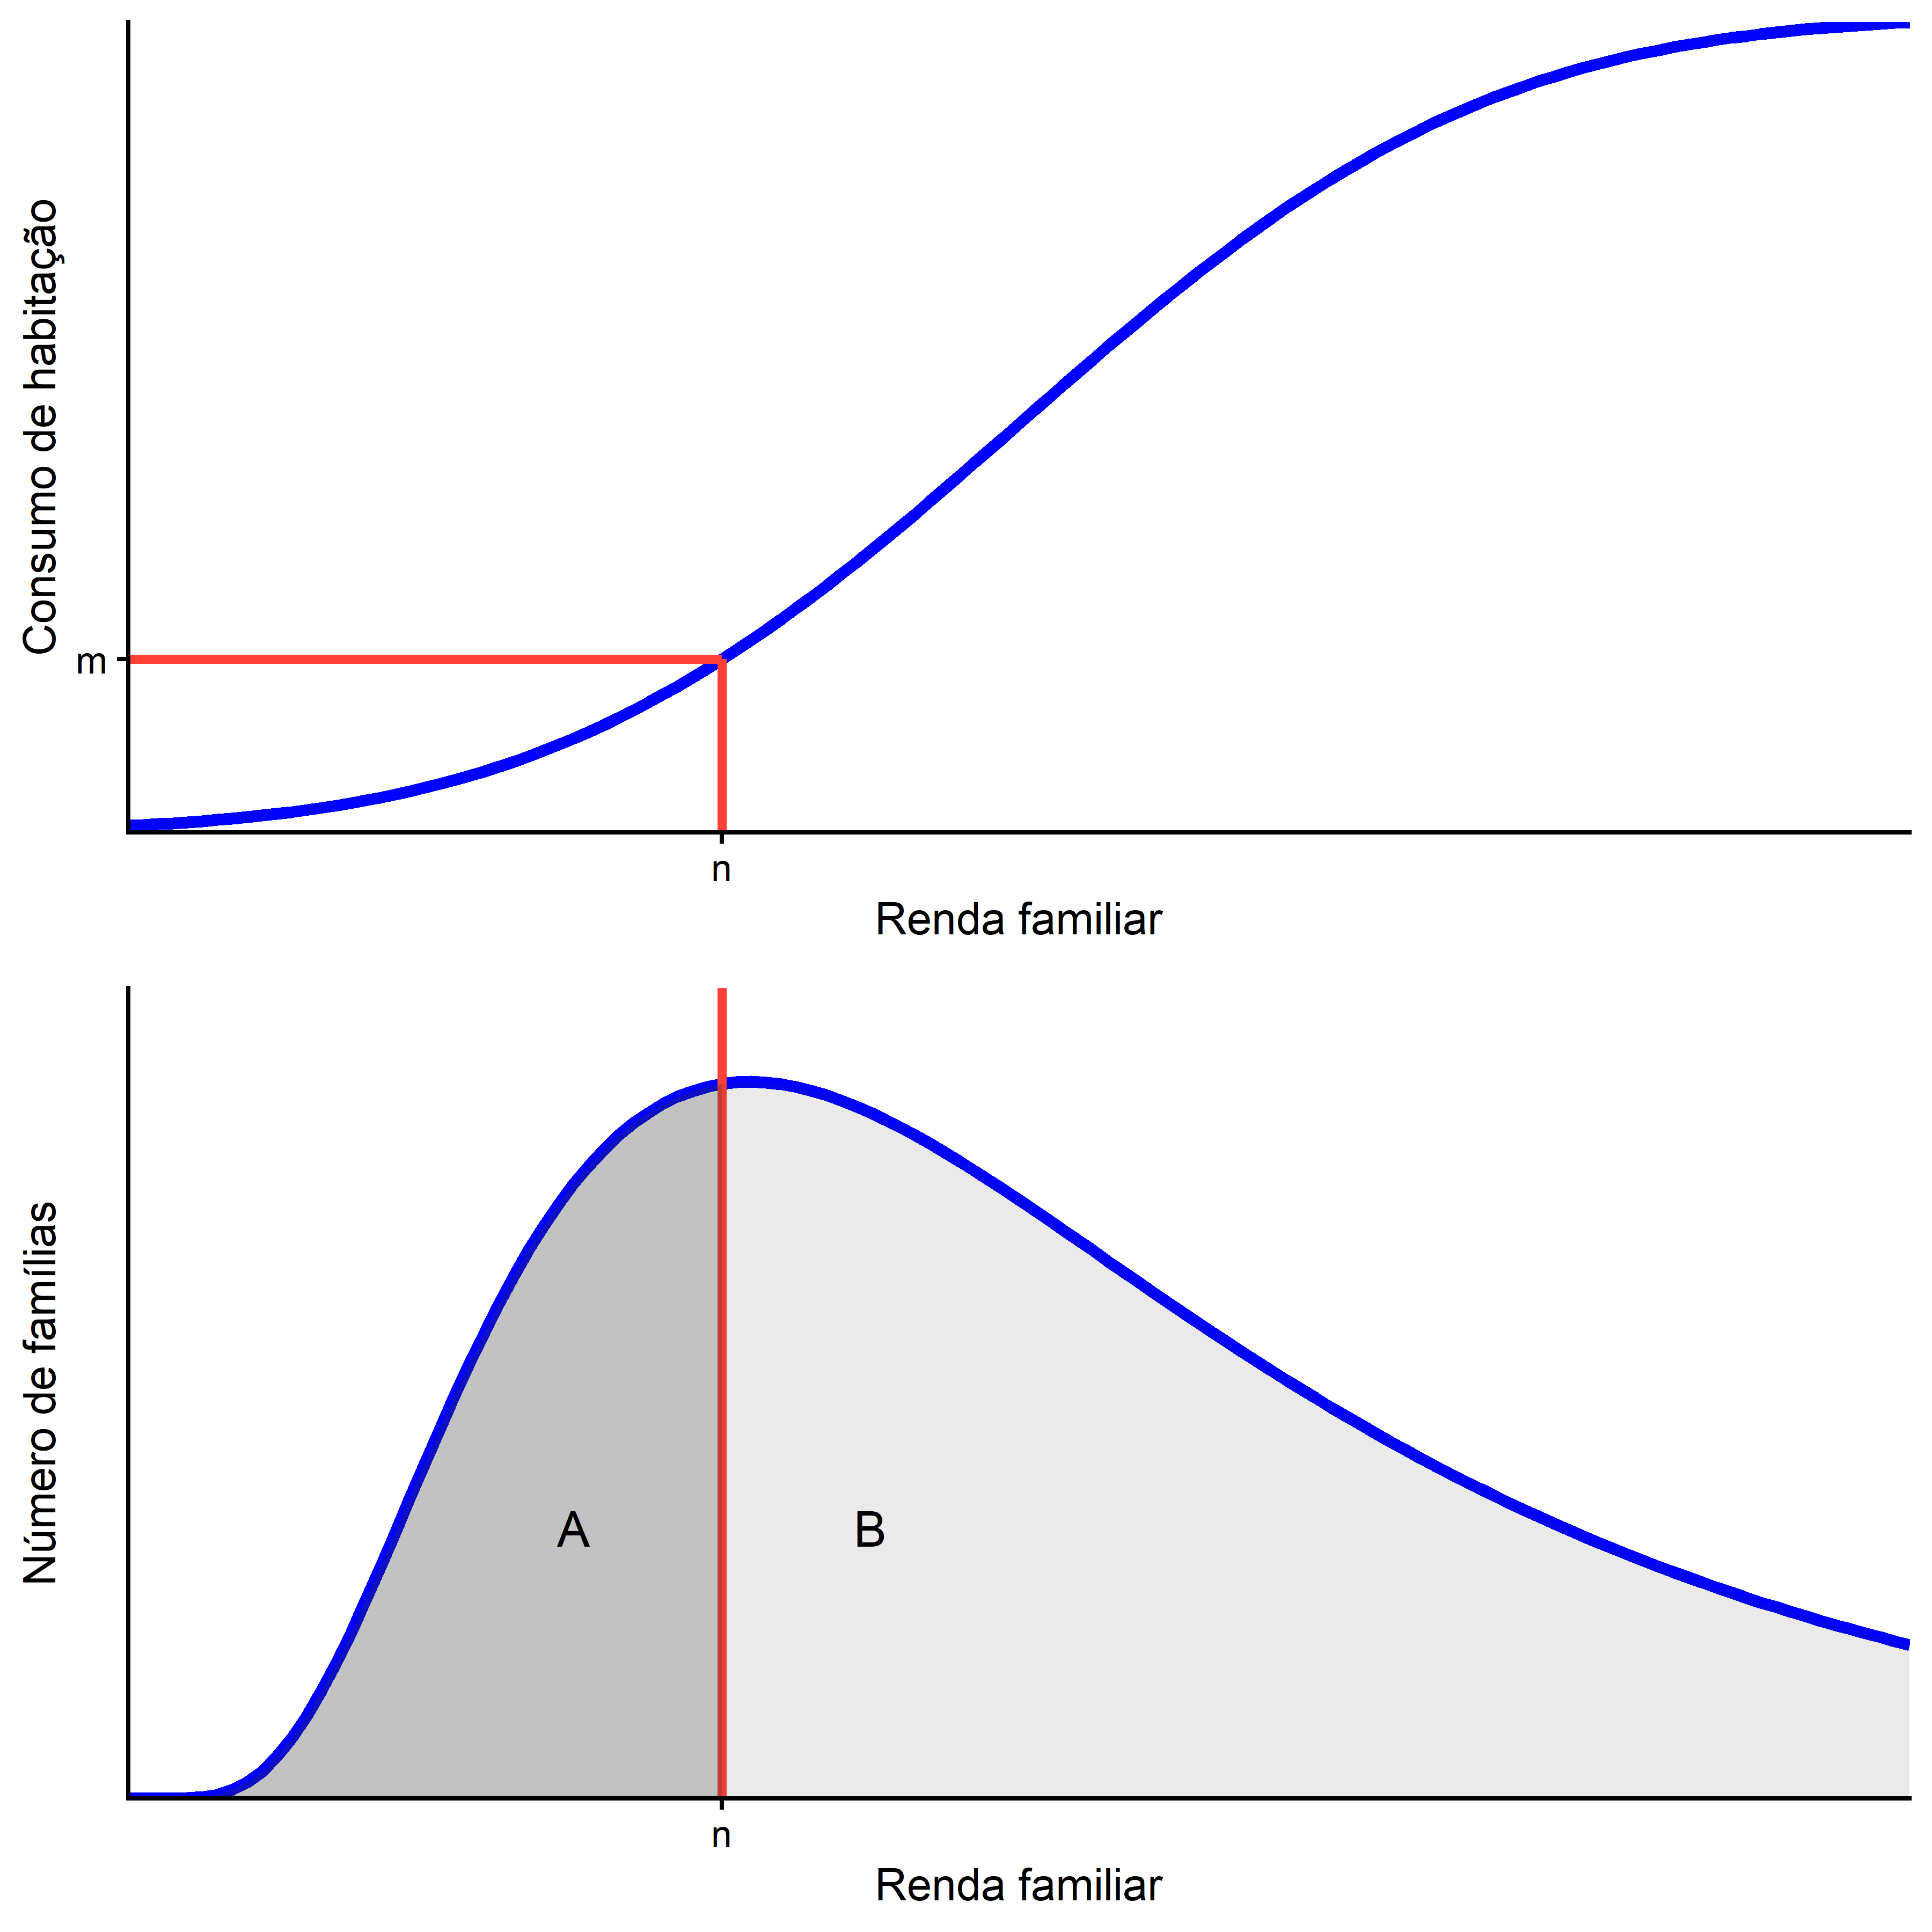 Consumo de habitação
m
n
Renda familiar
Número de famílias
A
B
n
Renda familiar